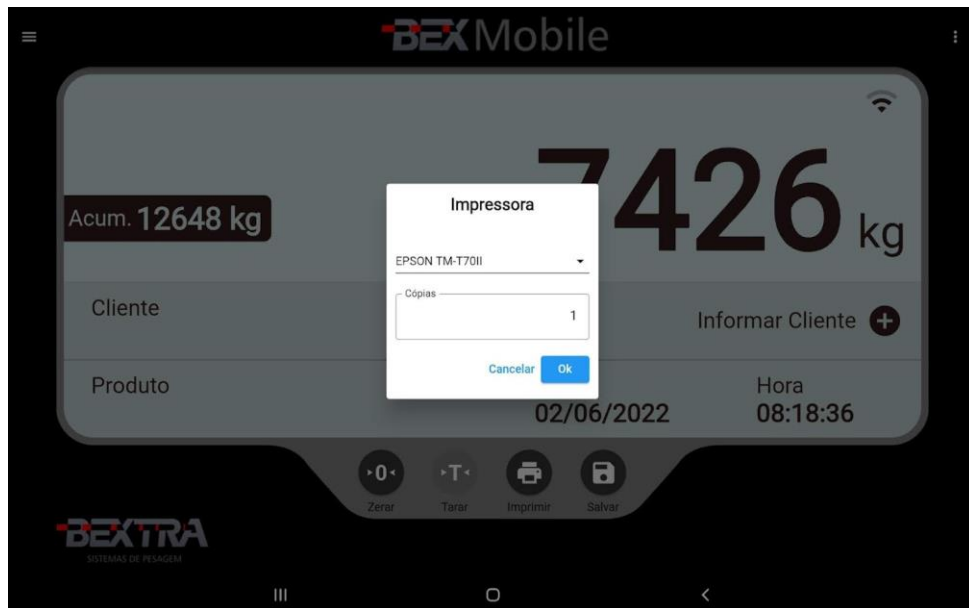 BEX Mobile
7426 kg
Acum. 12648 kg
Impressora
EPSON TM-T70II
Cópias
1
Cancelar Ok
Cliente
Informar Cliente
Produto
02/06/2022
Hora
08:18:36
0
T
Zerar Tarar Imprimir Salvar
BEXTRA
SISTEMAS DE PESAGEM